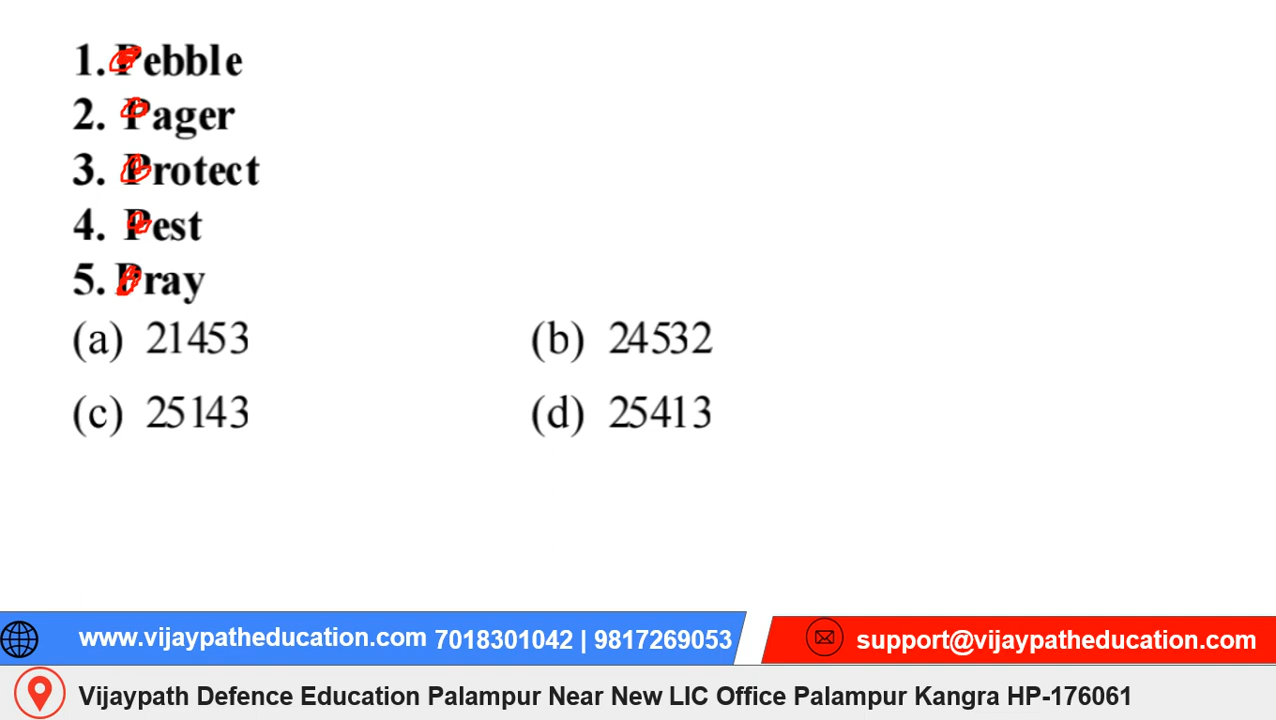 1. Pebble
2. Pager
3. Protect
4. Pest
5. Pray
(a) 21453 (b) 24532
(c) 25143 (d) 25413
www.vijaypatheducation.com 7018301042 | 9817269053 support@vijaypatheducation.com
Vijaypath Defence Education Palampur Near New LIC Office Palampur Kangra HP-176061